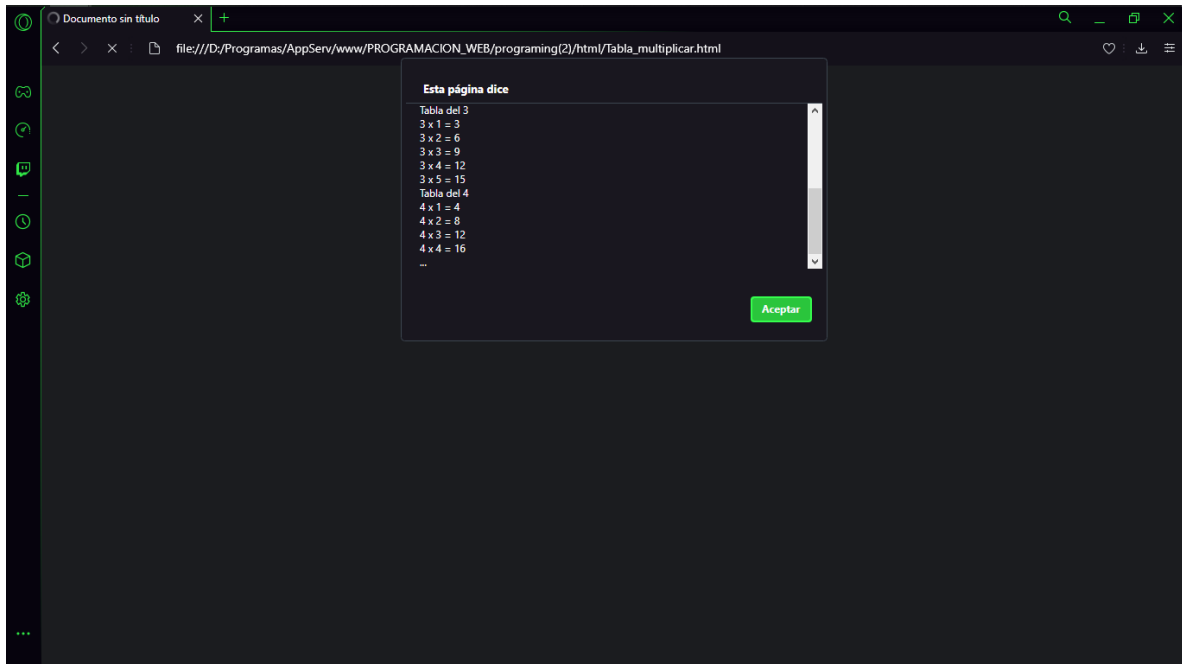 Documento sin título
file:///D:/Programas/AppServ/www/PROGRAMACION_WEB/programing(2)/html/Tabla_multiplicar.html
Esta página dice
Tabla del 3
3 x 1 = 3
3 x 2 = 6
3 x 3 = 9
3 x 4 = 12
3 x 5 = 15
Tabla del 4
4 x 1 = 4
4 x 2 = 8
4 x 3 = 12
4 x 4 = 16
...
Aceptar